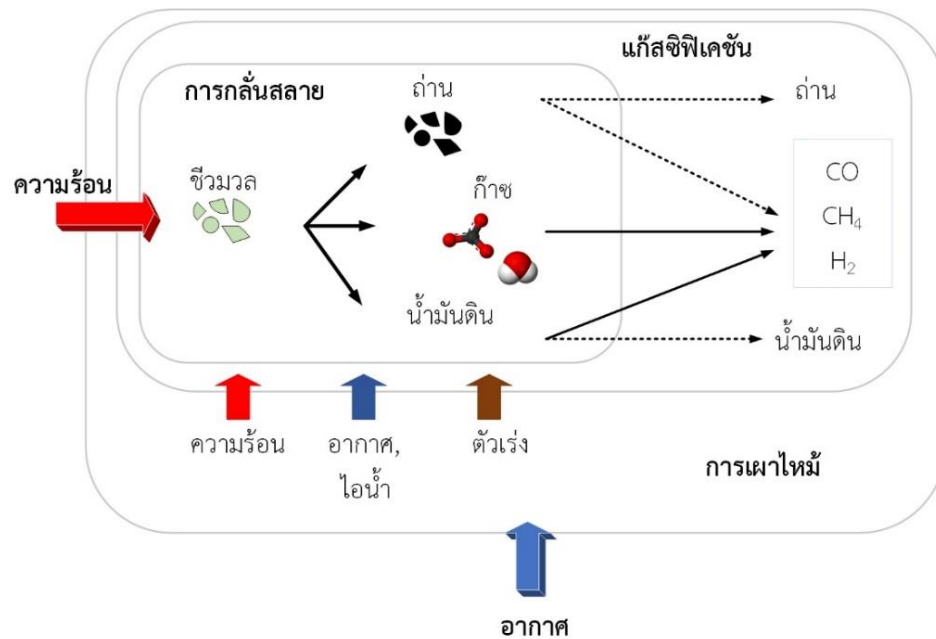 แก๊สซิฟิเคชัน
การกลั่นสลาย
ถ่าน
ถ่าน
ความร้อน
ชีวมวล
ก๊าซ
CO
CH₄
H₂
น้ำมันดิน
น้ำมันดิน
ความร้อน
อากาศ,
ไอน้ำ
ตัวเร่ง
การเผาไหม้
อากาศ